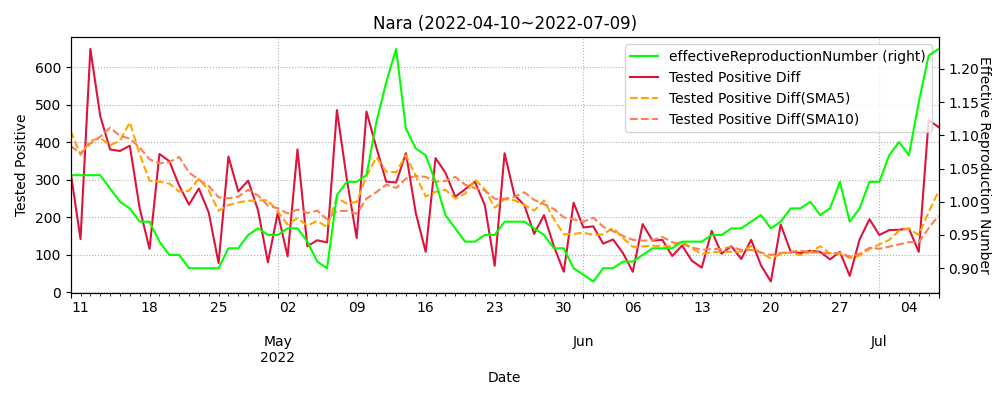 Nara (2022-04-10~2022-07-09)
effectiveReproductionNumber (right)
Tested Positive Diff
Tested Positive Diff(SMA5)
Tested Positive Diff(SMA10)
Tested Positive
600
500
400
300
200
100
0
1.20
1.15
1.10
1.05
1.00
0.95
0.90
Effective Reproduction Number
11 18 25 02 09 16 23 30 06 13 20 27 04
May Jun Jul
2022
Date